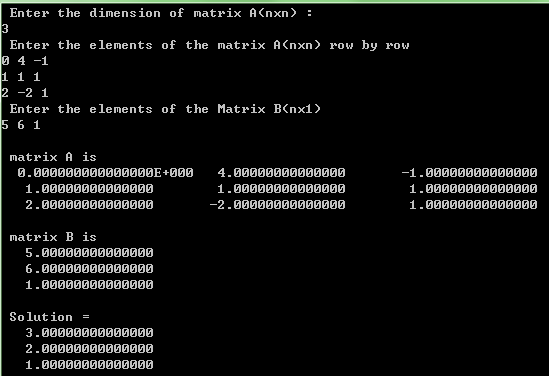 Enter the dimension of matrix A(nxn) :
3
Enter the elements of the matrix A(nxn) row by row
0 4 -1
1 1 1
2 -2 1
Enter the elements of the Matrix B(nx1)
5 6 1
matrix A is
0.000000000000000E+000 4.00000000000000 -1.00000000000000
1.00000000000000 1.00000000000000 1.00000000000000
2.00000000000000 -2.00000000000000 1.00000000000000
matrix B is
5.00000000000000
6.00000000000000
1.00000000000000
Solution =
3.00000000000000
2.00000000000000
1.00000000000000